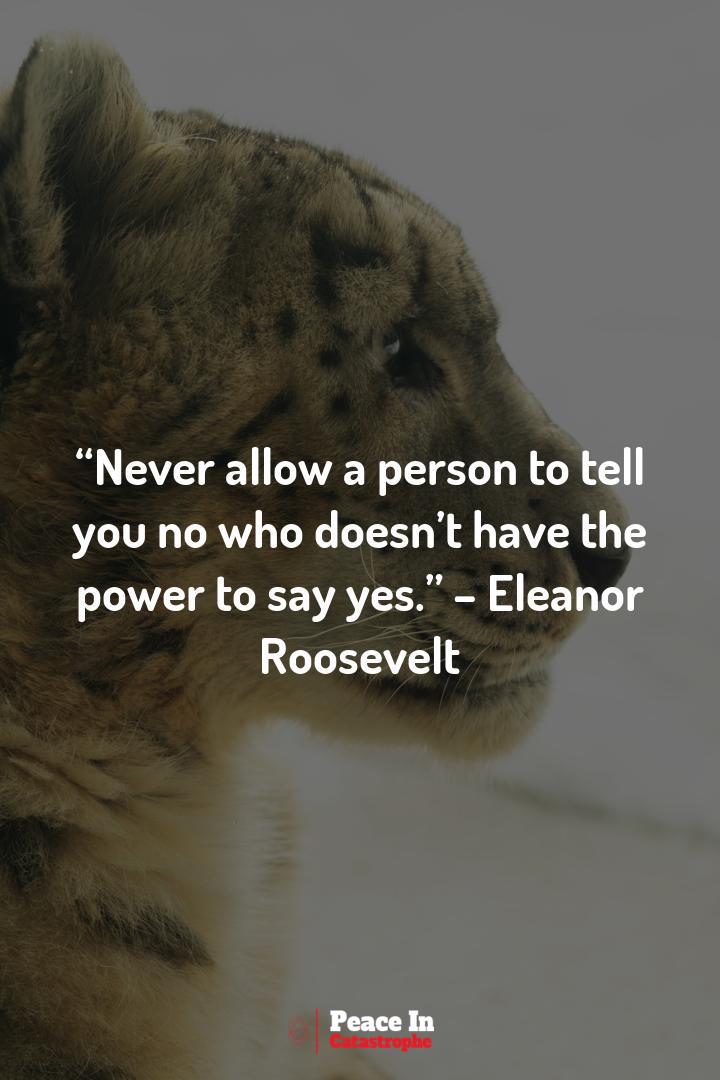 “Never allow a person to tell
you no who doesn’t have the
power to say yes.” – Eleanor
Roosevelt
Peace In
Catastrophe